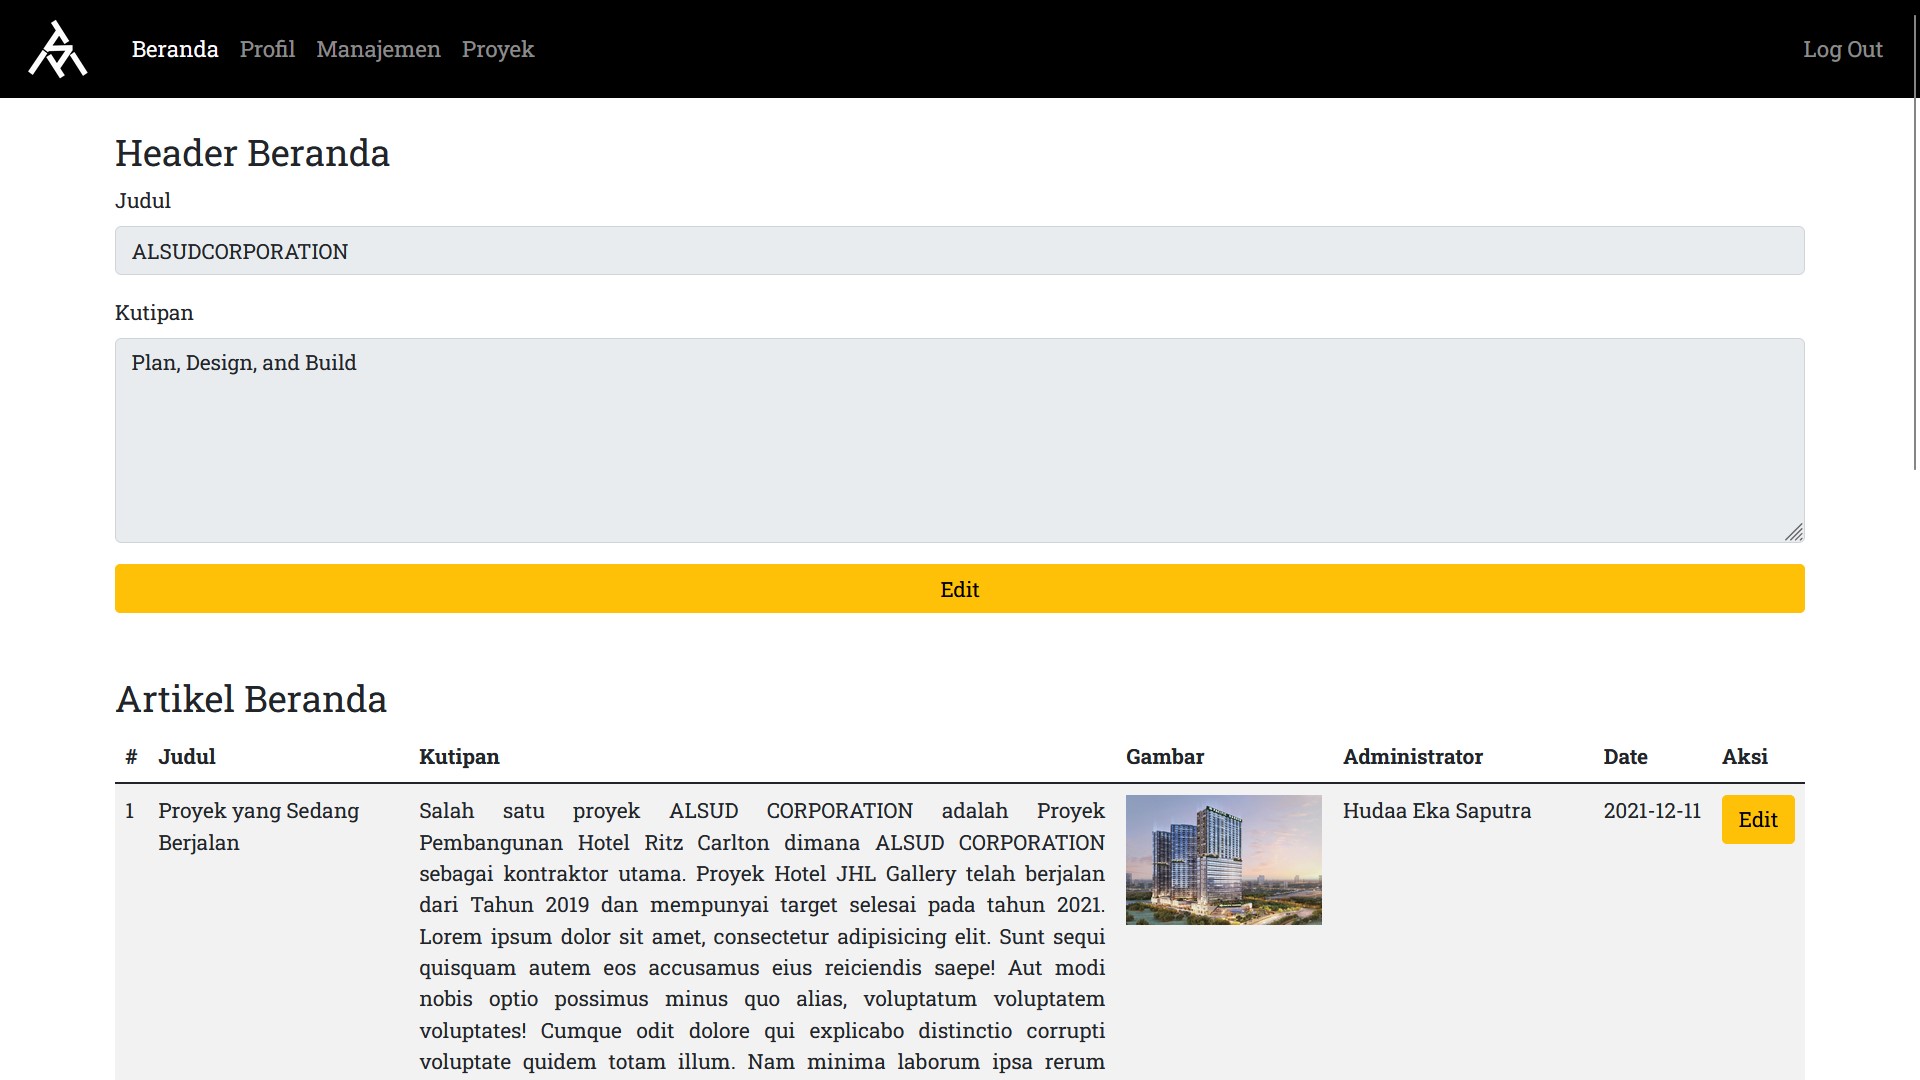 Beranda Profil Manajemen Proyek Log Out
Header Beranda
Judul
ALSUDCORPORATION
Kutipan
Plan, Design, and Build
Edit
Artikel Beranda
# Judul Kutipan Gambar Administrator Date Aksi
1 Proyek yang Sedang Berjalan
Salah satu proyek ALSUD CORPORATION adalah Proyek
Pembangunan Hotel Ritz Carlton dimana ALSUD CORPORATION
sebagai kontraktor utama. Proyek Hotel JHL Gallery telah berjalan
dari Tahun 2019 dan mempunyai target selesai pada tahun 2021.
Lorem ipsum dolor sit amet, consectetur adipisicing elit. Sunt sequi
quisquam autem eos accusamus eius reiciendis saepe! Aut modi
nobis optio possimus minus quo alias, voluptatum voluptatem
voluptates! Cumque odit dolore qui explicabo distinctio corrupti
voluptate quidem totam illum. Nam minima laborum ipsa rerum
Hudaa Eka Saputra
2021-12-11
Edit